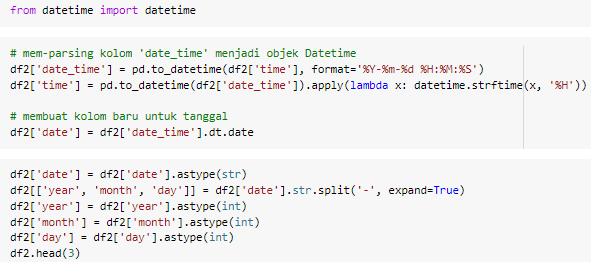 from datetime import datetime
# mem-parsing kolom 'date_time' menjadi objek Datetime
df2['date_time'] = pd.to_datetime(df2['time'], format='%Y-%m-%d %H:%M:%S')
df2['time'] = pd.to_datetime(df2['date_time']).apply(lambda x: datetime.strftime(x, '%H'))
# membuat kolom baru untuk tanggal
df2['date'] = df2['date_time'].dt.date
df2['date'] = df2['date'].astype(str)
df2[['year', 'month', 'day']] = df2['date'].str.split('-', expand=True)
df2['year'] = df2['year'].astype(int)
df2['month'] = df2['month'].astype(int)
df2['day'] = df2['day'].astype(int)
df2.head(3)